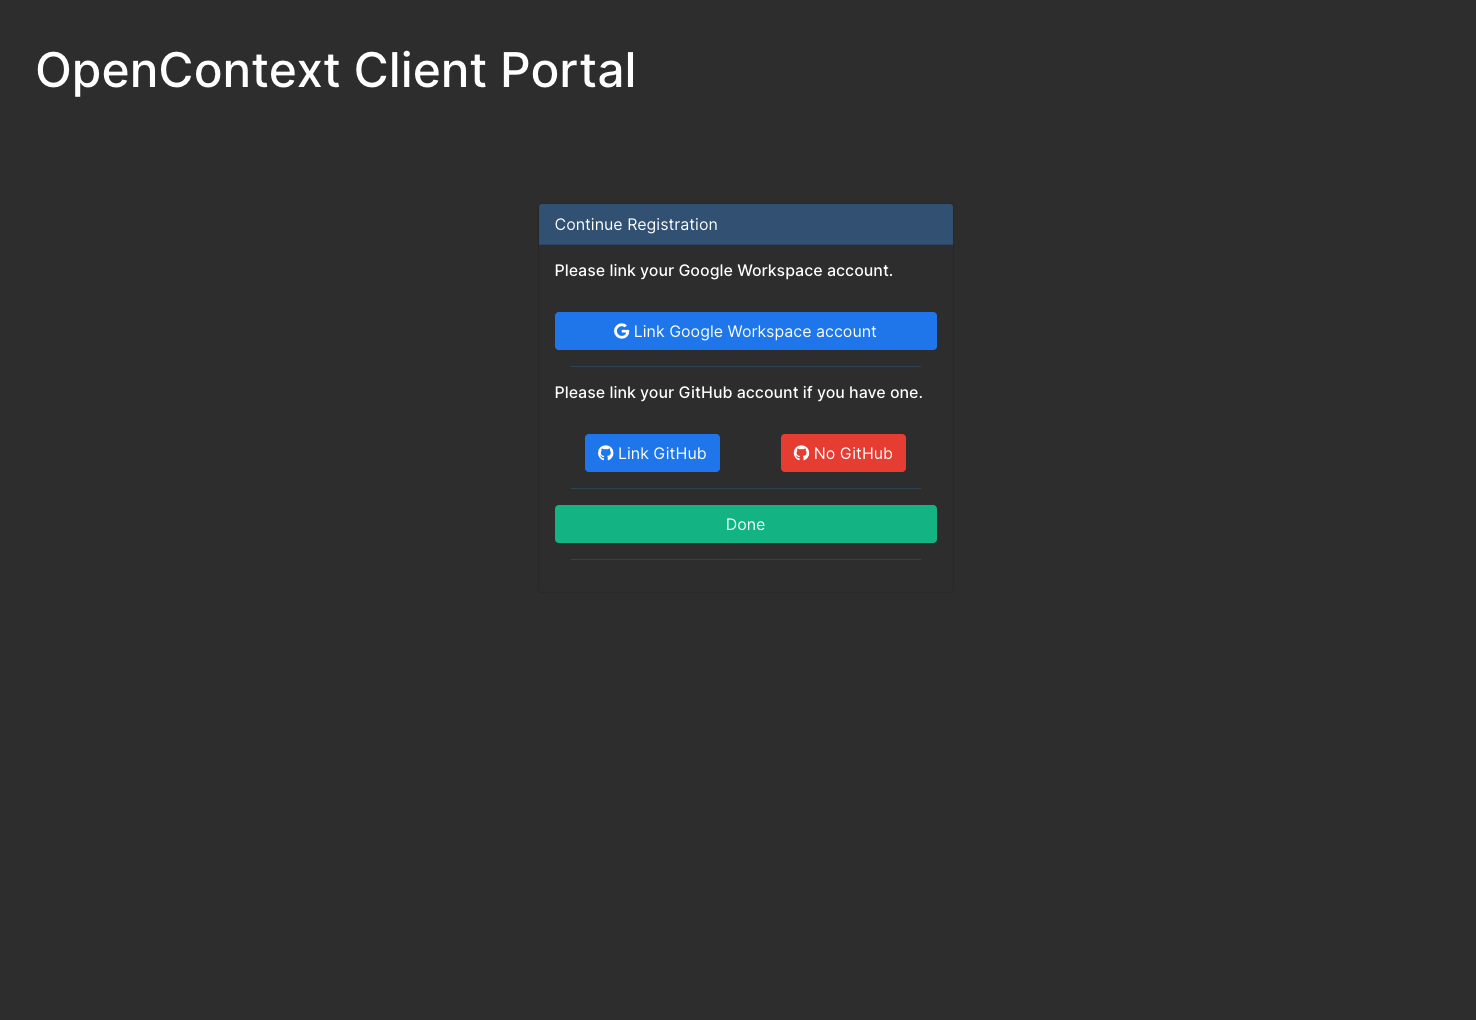 OpenContext Client Portal
Continue Registration
Please link your Google Workspace account.
Link Google Workspace account
Please link your GitHub account if you have one.
Link GitHub
No GitHub
Done